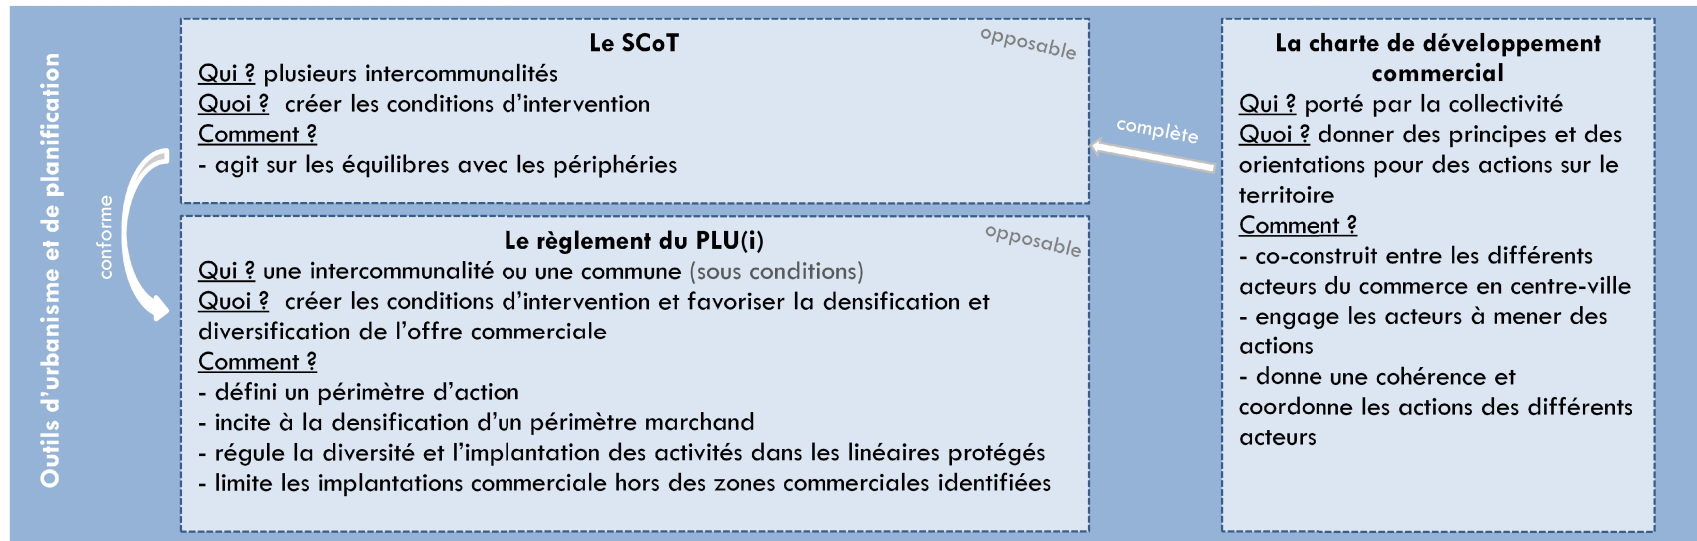 Outils d'urbanisme et de planification
conforme
Le SCoT
opposable
Qui ? plusieurs intercommunalités
Quoi ?  créer les conditions d'intervention
Comment ?
- agit sur les équilibres avec les périphéries
Le règlement du PLU(i)
opposable
Qui ? une intercommunalité ou une commune (sous conditions)
Quoi ?  créer les conditions d'intervention et favoriser la densification et
diversification de l'offre commerciale
Comment ?
- défini un périmètre d'action
- incite à la densification d'un périmètre marchand
- régule la diversité et l'implantation des activités dans les linéaires protégés
- limite les implantations commerciale hors des zones commerciales identifiées
complète
La charte de développement
commercial
Qui ? porté par la collectivité
Quoi ? donner des principes et des
orientations pour des actions sur le
territoire
Comment ?
- co-construit entre les différents
acteurs du commerce en centre-ville
- engage les acteurs à mener des
actions
- donne une cohérence et
coordonne les actions des différents
acteurs